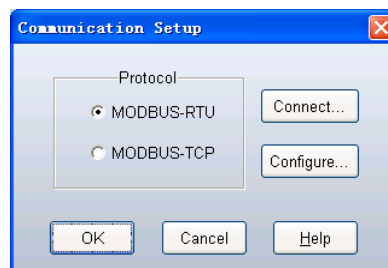 Communication Setup
Protocol
MODBUS-RTU
Connect...
MODBUS-TCP
Configure...
OK
Cancel
Help